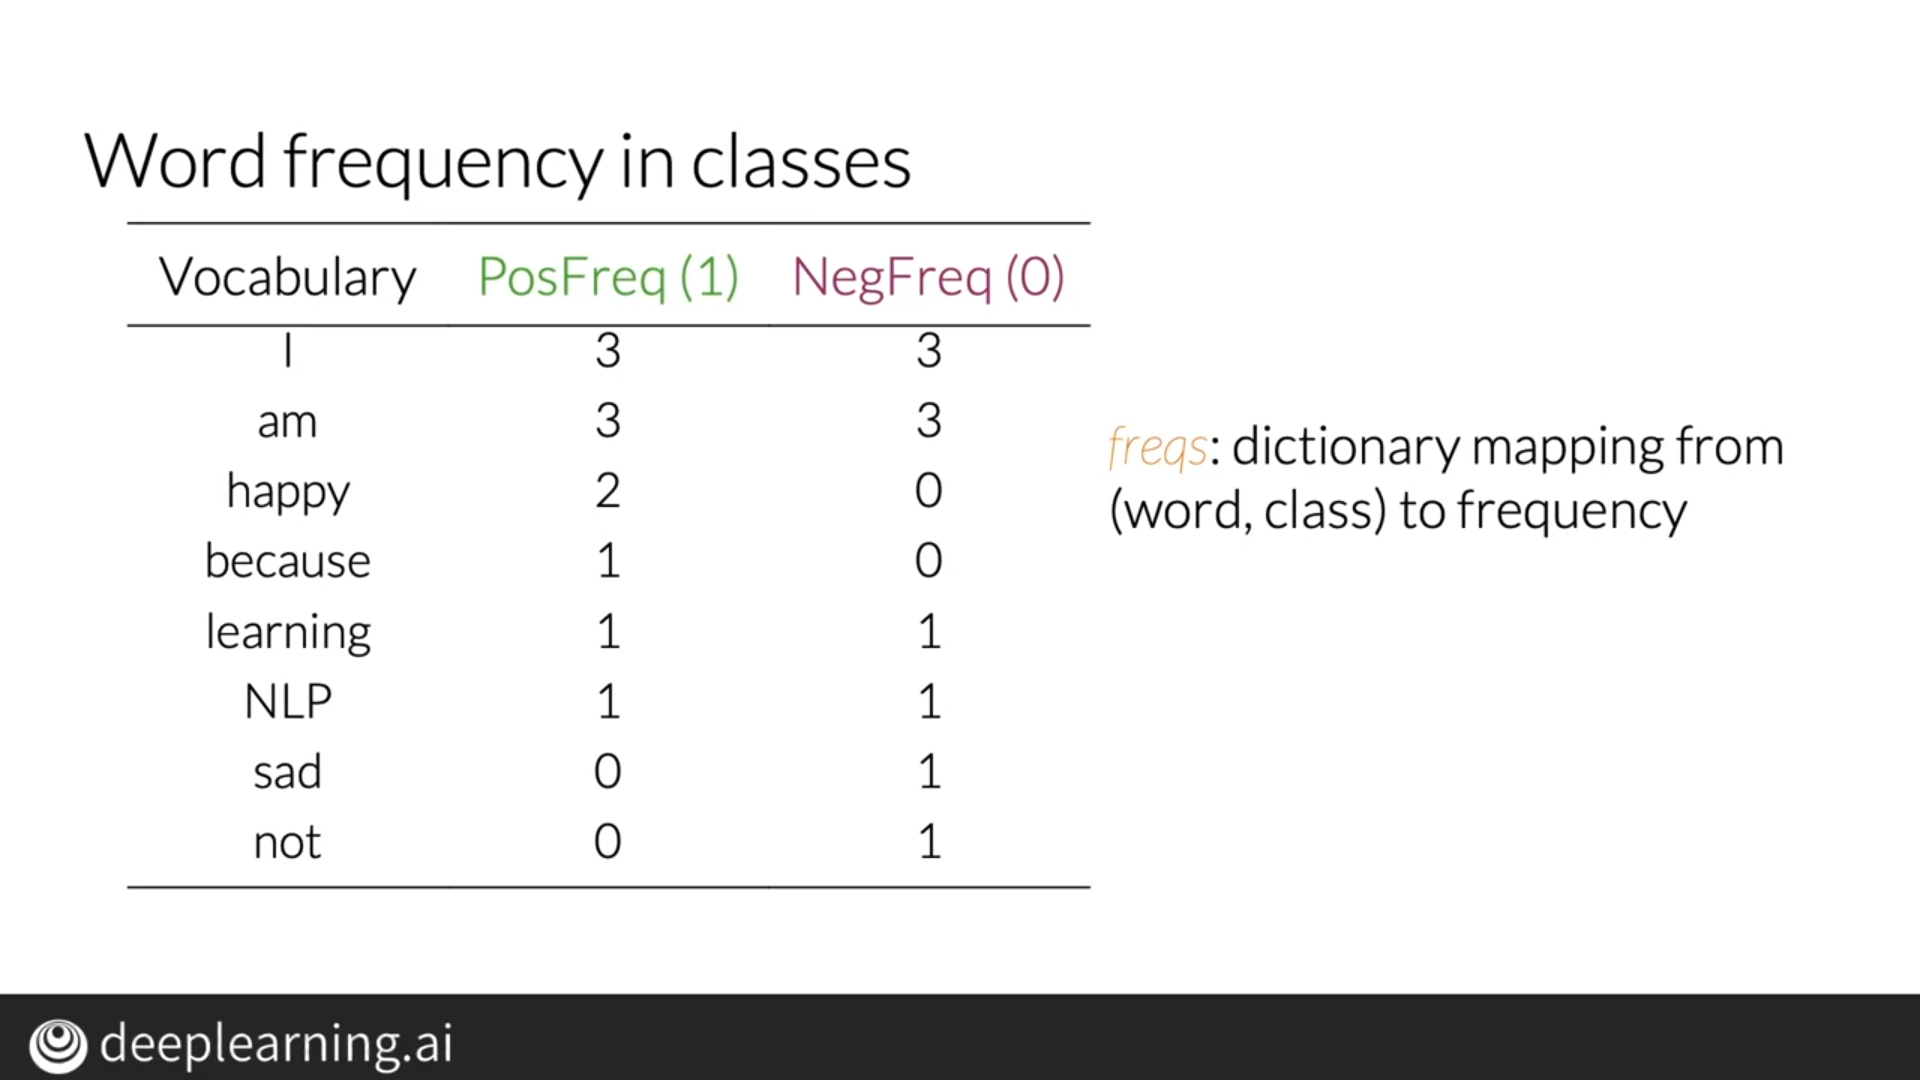 Word frequency in classes
Vocabulary PosFreq (1) NegFreq (0)
I 3 3
am 3 3
happy 2 0
because 1 0
learning 1 1
NLP 1 1
sad 0 1
not 0 1
freqs: dictionary mapping from
(word, class) to frequency
deeplearning.ai